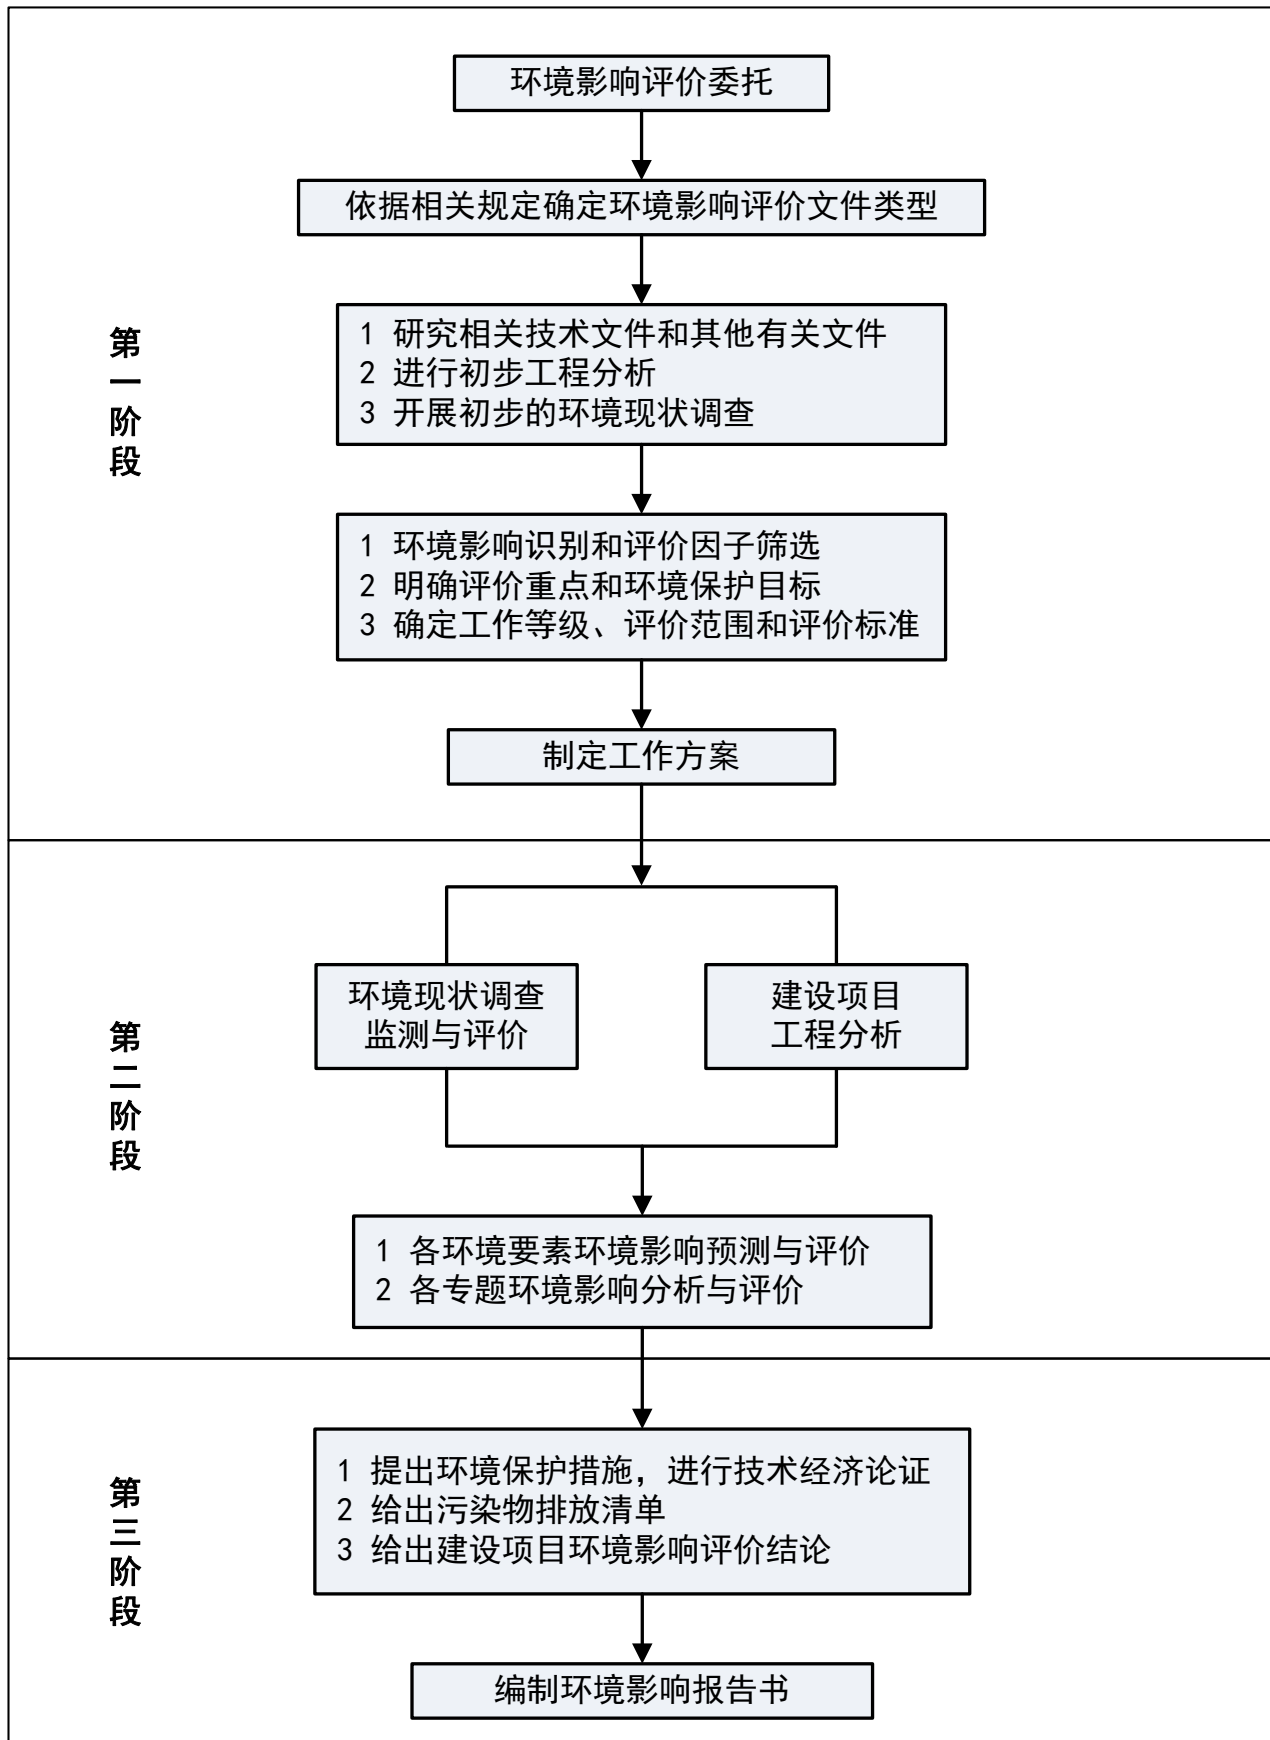 环境影响评价委托
依据相关规定确定环境影响评价文件类型
第一阶段
1 研究相关技术文件和其他有关文件
2 进行初步工程分析
3 开展初步的环境现状调查
1 环境影响识别和评价因子筛选
2 明确评价重点和环境保护目标
3 确定工作等级、评价范围和评价标准
制定工作方案
第二阶段
环境现状调查
监测与评价
建设项目
工程分析
1 各环境要素环境影响预测与评价
2 各专题环境影响分析与评价
第三阶段
1 提出环境保护措施，进行技术经济论证
2 给出污染物排放清单
3 给出建设项目环境影响评价结论
编制环境影响报告书